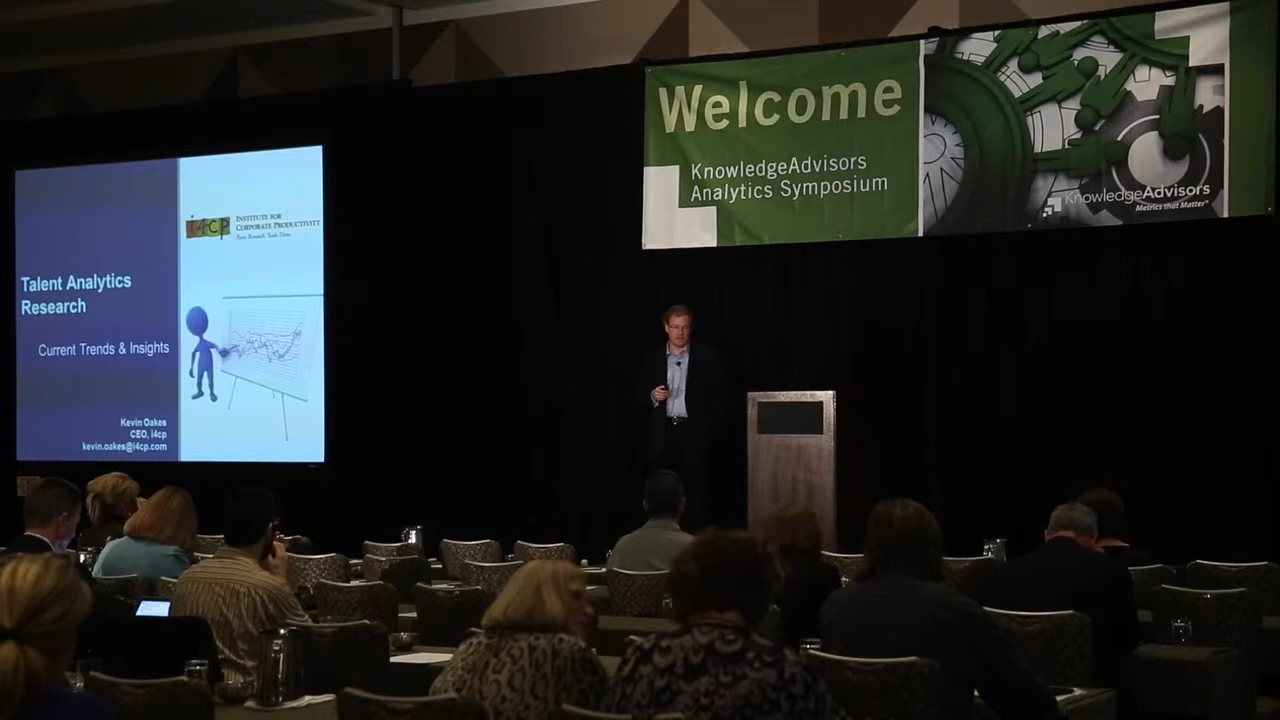 Welcome
KnowledgeAdvisors
Analytics Symposium
KnowledgeAdvisors
Metrics that Matter
i4cp
INSTITUTE FOR
CORPORATE PRODUCTIVITY
Talent Analytics
Research
Current Trends & Insights
Kevin Oakes
CEO, i4cp
kevin.oakes@i4cp.com